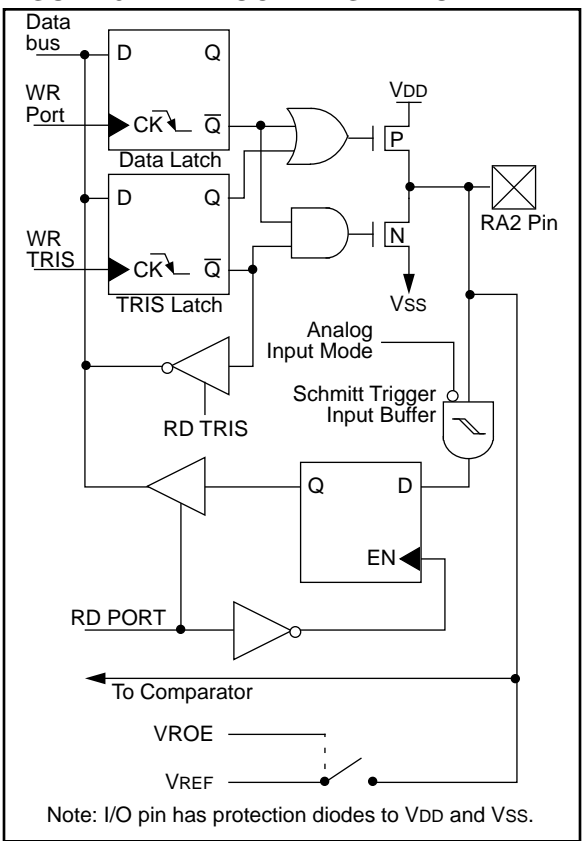 Data
bus
D
Q
WR
Port
CK
Q
Data Latch
VDD
P
RA2 Pin
D
Q
WR
TRIS
CK
Q
TRIS Latch
N
VSS
Analog
Input Mode
Schmitt Trigger
Input Buffer
RD TRIS
Q
D
EN
RD PORT
To Comparator
VROE
VREF
Note: I/O pin has protection diodes to VDD and VSS.